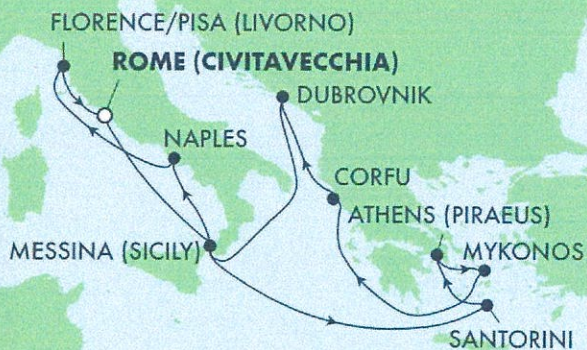 FLORENCE/PISA (LIVORNO)
ROME (CIVITAVECCHIA)
DUBROVNIK
NAPLES
CORFU
ATHENS (PIRAEUS)
MESSINA (SICILY)
MYKONOS
SANTORINI